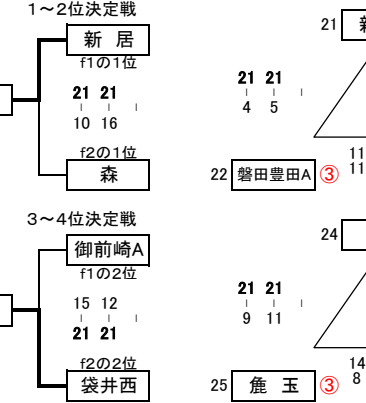 1～2位決定戦
新 居
f1の1位
21 21
10 16
f2の1位
森
3～4位決定戦
御前崎A
f1の2位
15 12
21 21
f2の2位
袋井西
21
21 21
4 5
11
11
22 磐田豊田A ③
24
21 21
9 11
14
8
25 玉 ③